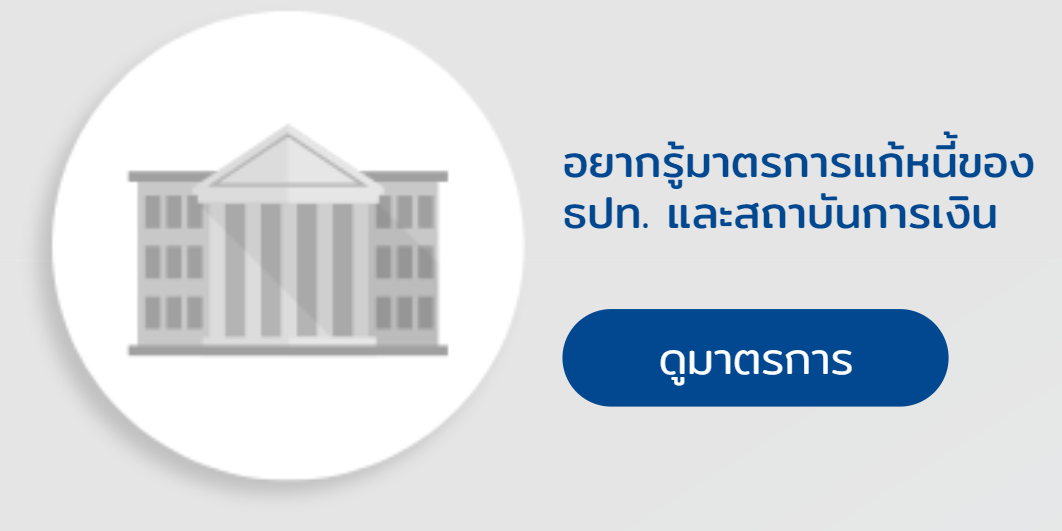 อยากรู้มาตรการแก้หนี้ของ
ธปท. และสถาบันการเงิน
ดูมาตรการ